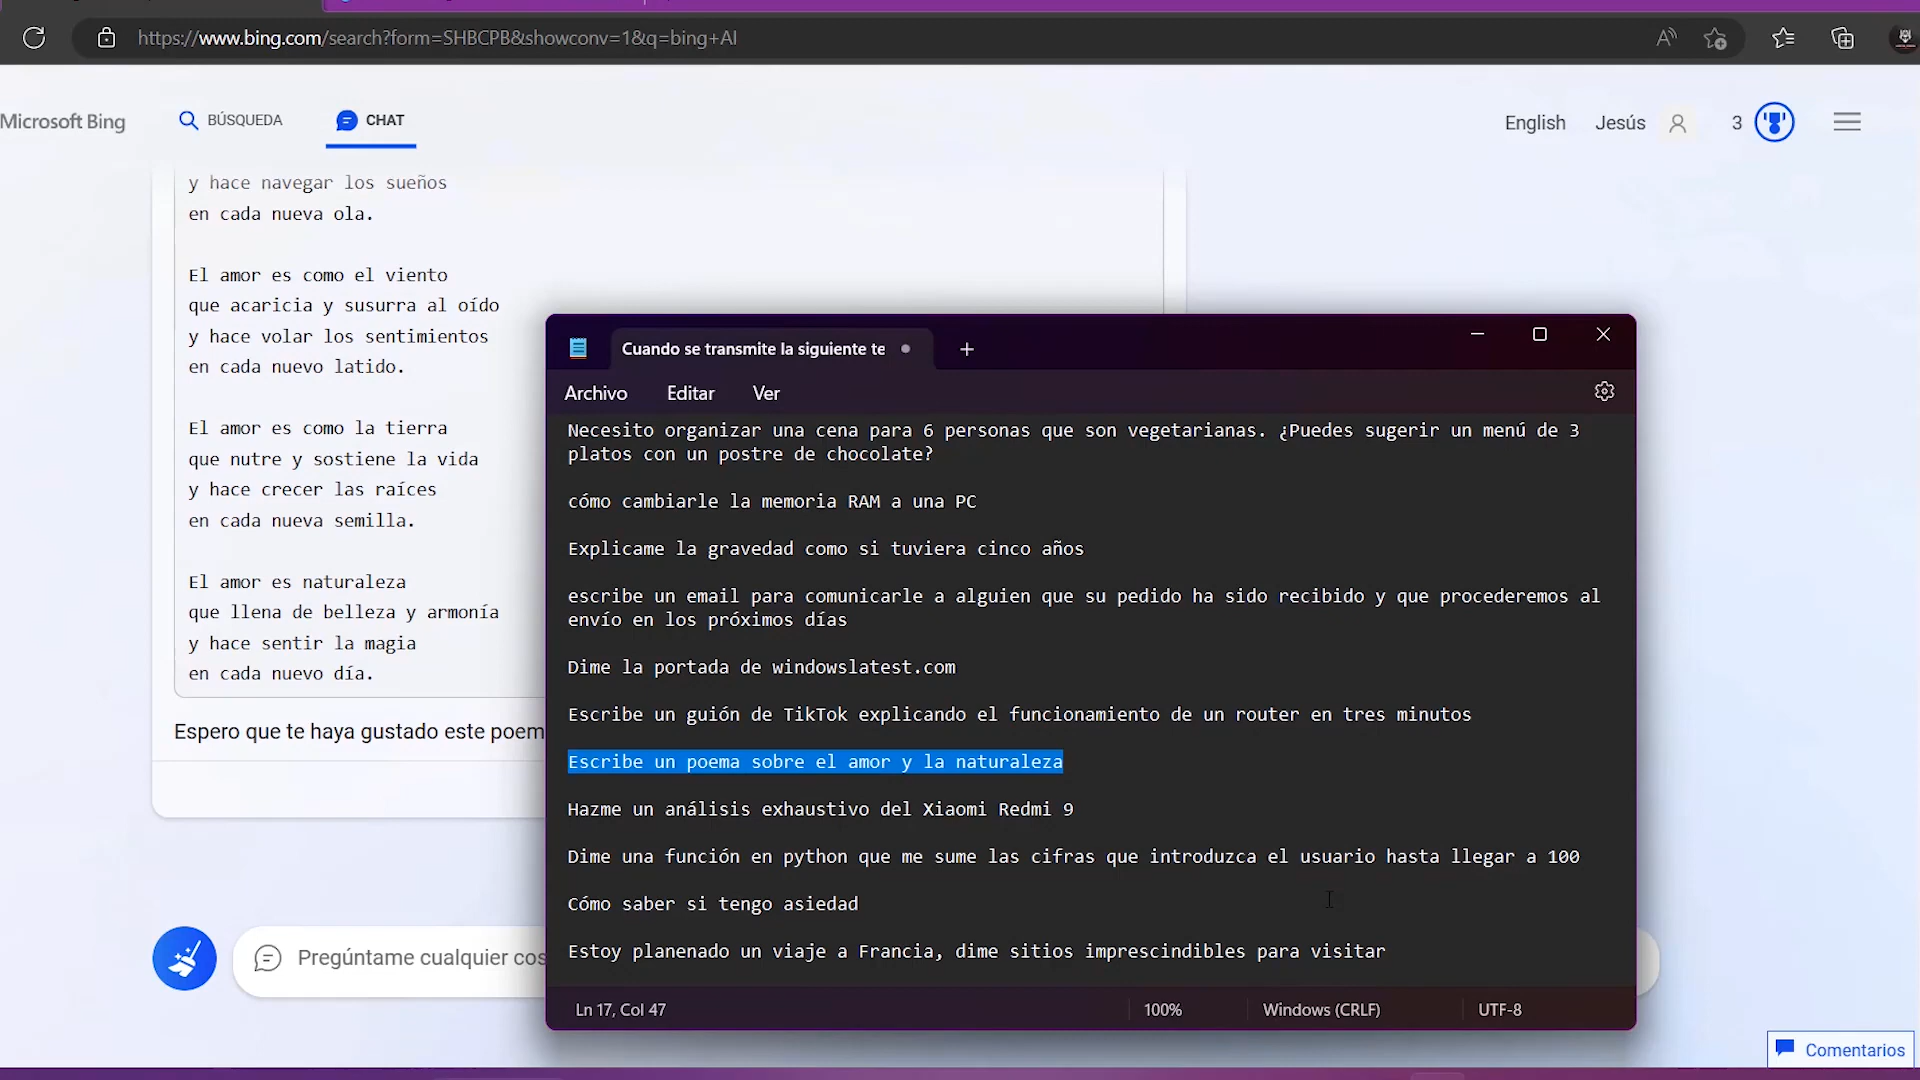 https://www.bing.com/search?form=SHBCPB&showconv=1&q=bing+AI
Microsoft Bing
BÚSQUEDA
CHAT
English
Jesús
3
y hace navegar los sueños
en cada nueva ola.
El amor es como el viento
que acaricia y susurra al oído
y hace volar los sentimientos
en cada nuevo latido.
El amor es como la tierra
que nutre y sostiene la vida
y hace crecer las raíces
en cada nueva semilla.
El amor es naturaleza
que llena de belleza y armonía
y hace sentir la magia
en cada nuevo día.
Espero que te haya gustado este poem
Pregúntame cualquier cos
Cuando se transmite la siguiente te
Archivo
Editar
Ver
Necesito organizar una cena para 6 personas que son vegetarianas. ¿Puedes sugerir un menú de 3
platos con un postre de chocolate?
cómo cambiarle la memoria RAM a una PC
Explicame la gravedad como si tuviera cinco años
escribe un email para comunicarle a alguien que su pedido ha sido recibido y que procederemos al
envío en los próximos días
Dime la portada de windowslatest.com
Escribe un guión de TikTok explicando el funcionamiento de un router en tres minutos
Escribe un poema sobre el amor y la naturaleza
Hazme un análisis exhaustivo del Xiaomi Redmi 9
Dime una función en python que me sume las cifras que introduzca el usuario hasta llegar a 100
Cómo saber si tengo asiedad
Estoy planenado un viaje a Francia, dime sitios imprescindibles para visitar
Ln 17, Col 47
100%
Windows (CRLF)
UTF-8
Comentarios